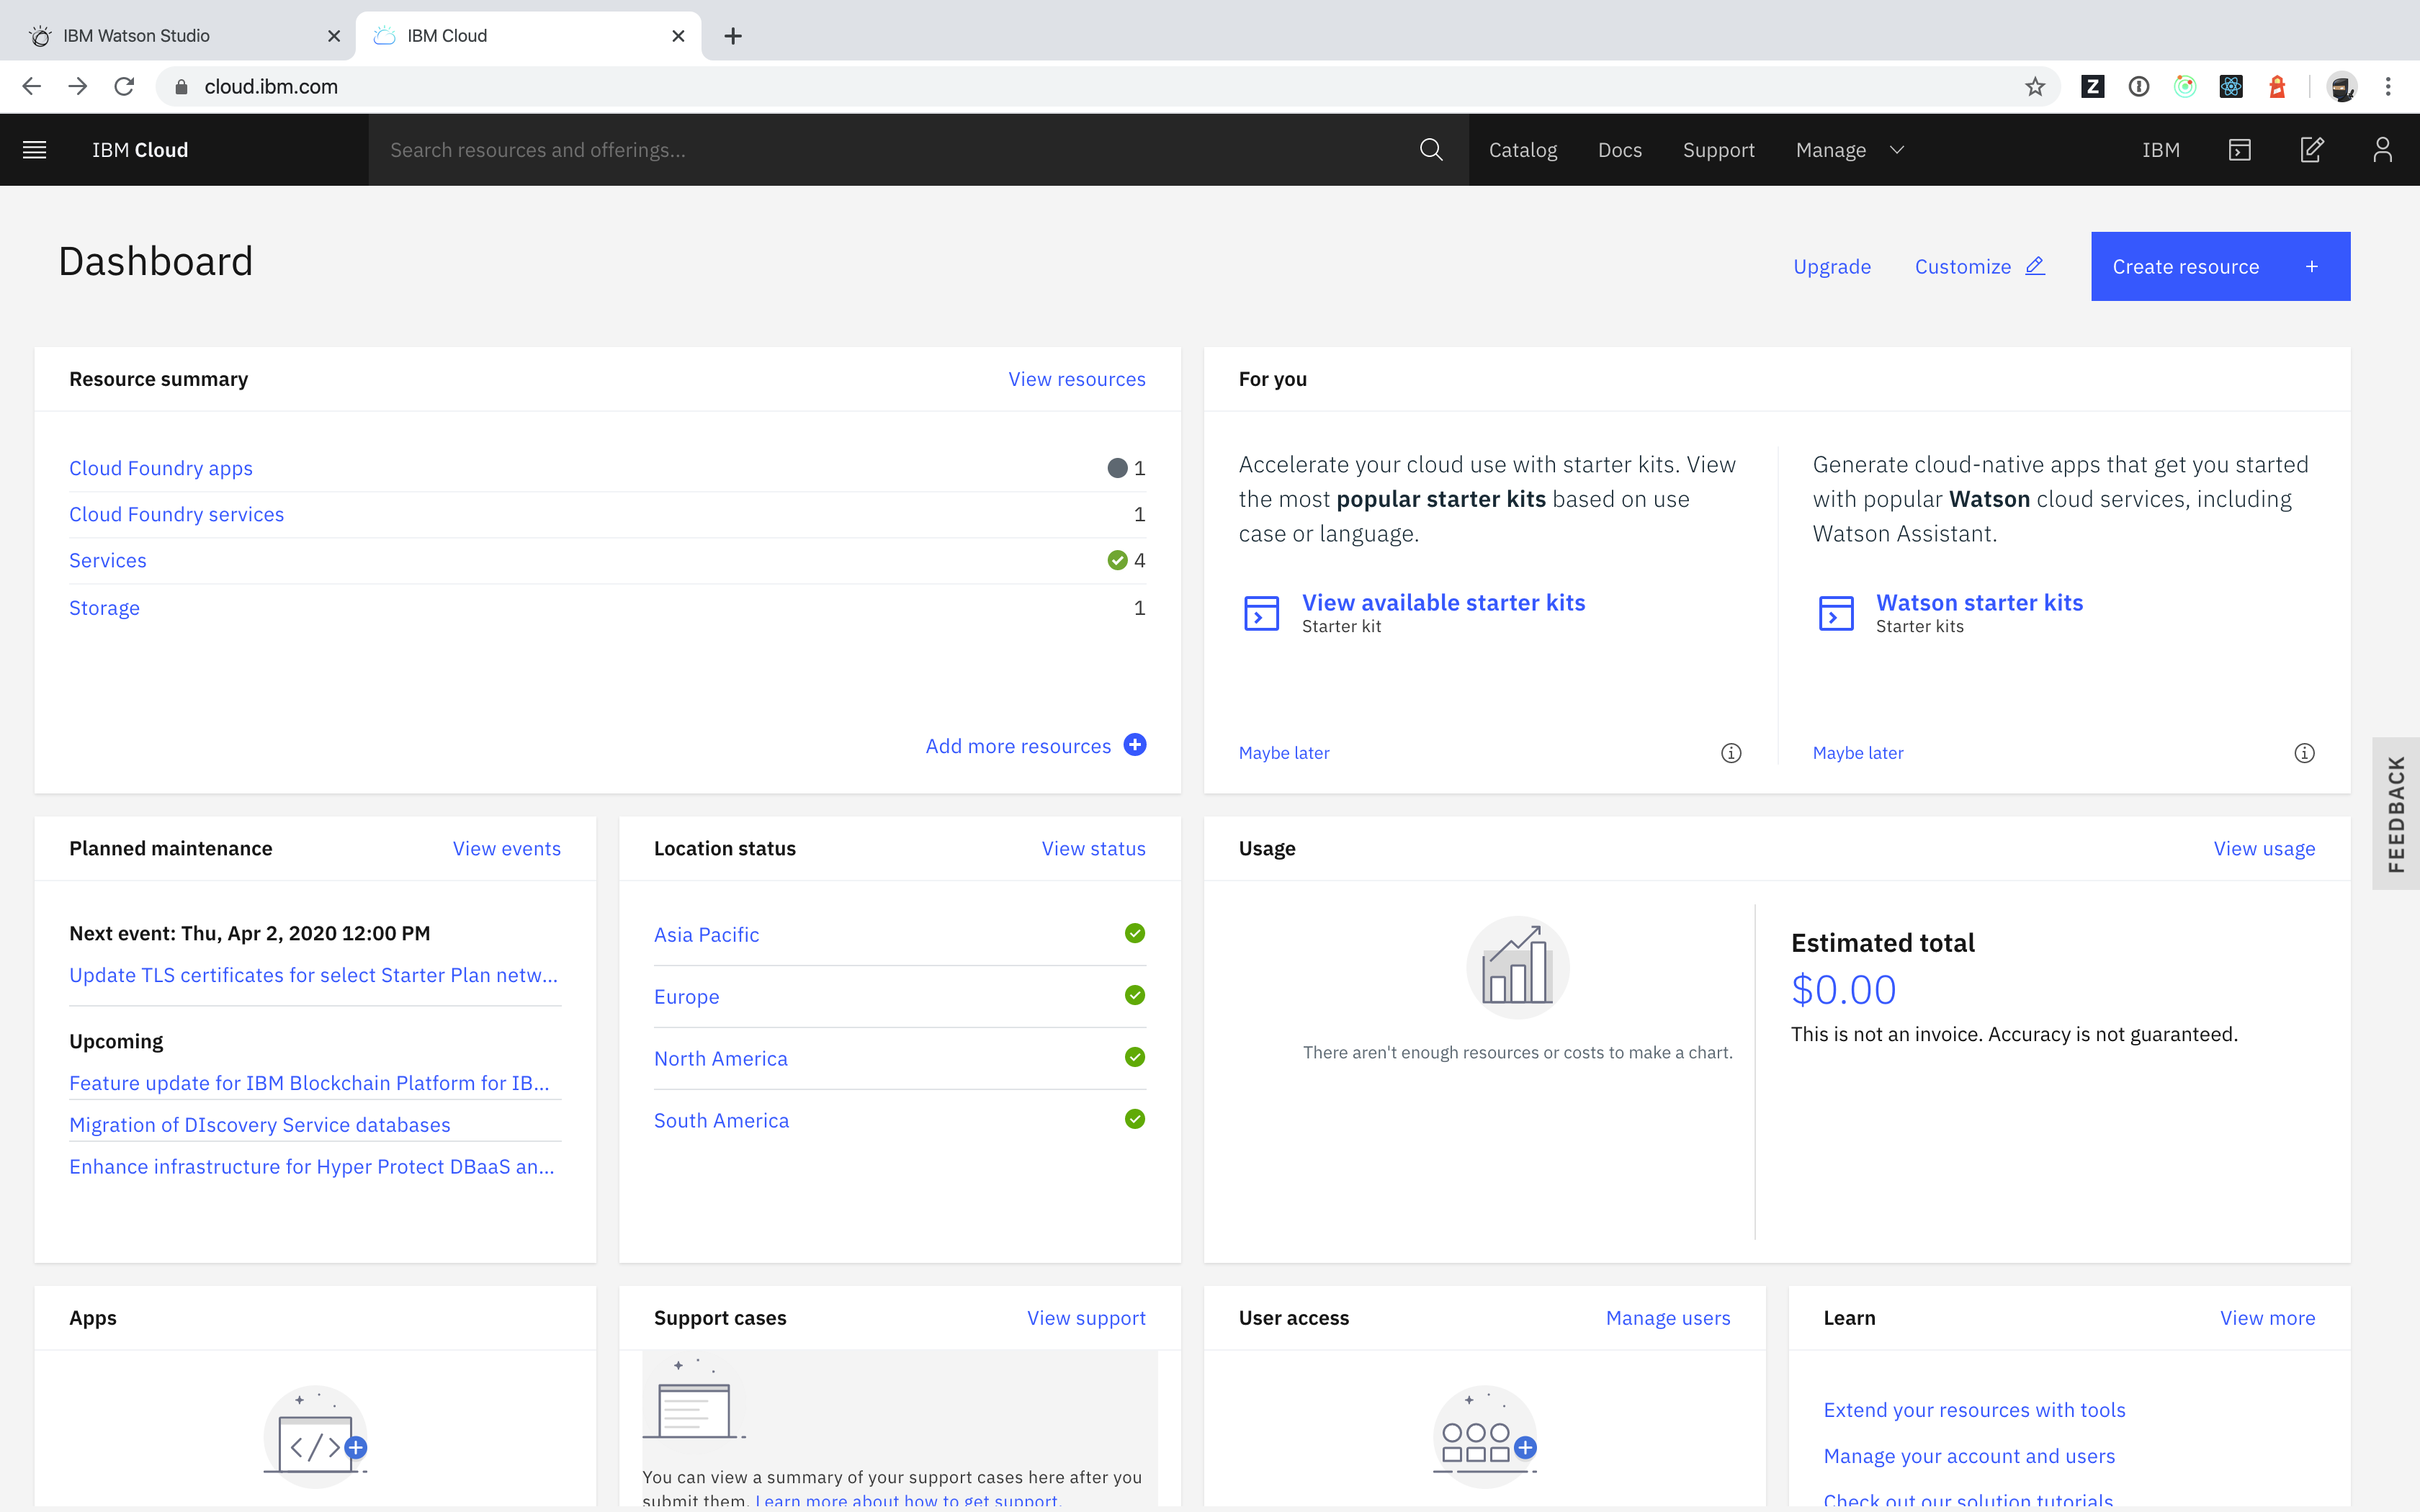 IBM Watson Studio
IBM Cloud
cloud.ibm.com
IBM Cloud
Search resources and offerings...
Catalog
Docs
Support
Manage
IBM
Dashboard
Upgrade
Customize
Create resource
Resource summary
View resources
Cloud Foundry apps
1
Cloud Foundry services
1
Services
4
Storage
1
Add more resources
For you
Accelerate your cloud use with starter kits. View
the most popular starter kits based on use
case or language.
View available starter kits
Starter kit
Maybe later
Generate cloud-native apps that get you started
with popular Watson cloud services, including
Watson Assistant.
Watson starter kits
Starter kits
Maybe later
FEEDBACK
Planned maintenance
View events
Next event: Thu, Apr 2, 2020 12:00 PM
Update TLS certificates for select Starter Plan netw...
Upcoming
Feature update for IBM Blockchain Platform for IB...
Migration of DIscovery Service databases
Enhance infrastructure for Hyper Protect DBaaS an...
Location status
View status
Asia Pacific
Europe
North America
South America
Usage
View usage
There aren't enough resources or costs to make a chart.
Estimated total
$0.00
This is not an invoice. Accuracy is not guaranteed.
Apps
Support cases
View support
You can view a summary of your support cases here after you
submit them. Learn more about how to get support.
User access
Manage users
Learn
View more
Extend your resources with tools
Manage your account and users
Check out our solution tutorials